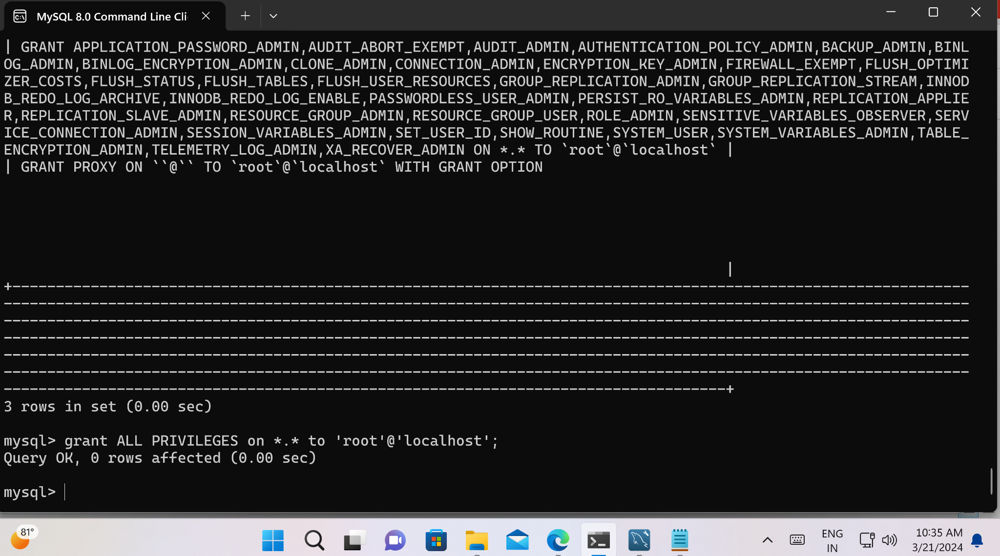 MySQL 8.0 Command Line Cli
| GRANT APPLICATION_PASSWORD_ADMIN,AUDIT_ABORT_EXEMPT,AUDIT_ADMIN,AUTHENTICATION_POLICY_ADMIN,BACKUP_ADMIN,BINL
OG_ADMIN,BINLOG_ENCRYPTION_ADMIN,CLONE_ADMIN,CONNECTION_ADMIN,ENCRYPTION_KEY_ADMIN,FIREWALL_EXEMPT,FLUSH_OPTIMI
ZER_COSTS,FLUSH_STATUS,FLUSH_TABLES,FLUSH_USER_RESOURCES,GROUP_REPLICATION_ADMIN,GROUP_REPLICATION_STREAM,INNOD
B_REDO_LOG_ARCHIVE,INNODB_REDO_LOG_ENABLE,PASSWORDLESS_USER_ADMIN,PERSIST_RO_VARIABLES_ADMIN,REPLICATION_APPLIE
R,REPLICATION_SLAVE_ADMIN,RESOURCE_GROUP_ADMIN,RESOURCE_GROUP_USER,ROLE_ADMIN,SENSITIVE_VARIABLES_OBSERVER,SERV
ICE_CONNECTION_ADMIN,SESSION_VARIABLES_ADMIN,SET_USER_ID,SHOW_ROUTINE,SYSTEM_USER,SYSTEM_VARIABLES_ADMIN,TABLE_
ENCRYPTION_ADMIN,TELEMETRY_LOG_ADMIN,XA_RECOVER_ADMIN ON *.* TO `root`@`localhost` |
| GRANT PROXY ON ``@`` TO `root`@`localhost` WITH GRANT OPTION
|
3 rows in set (0.00 sec)
mysql> grant ALL PRIVILEGES on *.* to 'root'@'localhost';
Query OK, 0 rows affected (0.00 sec)
mysql>
81°
ENG
IN
10:35 AM
3/21/2024